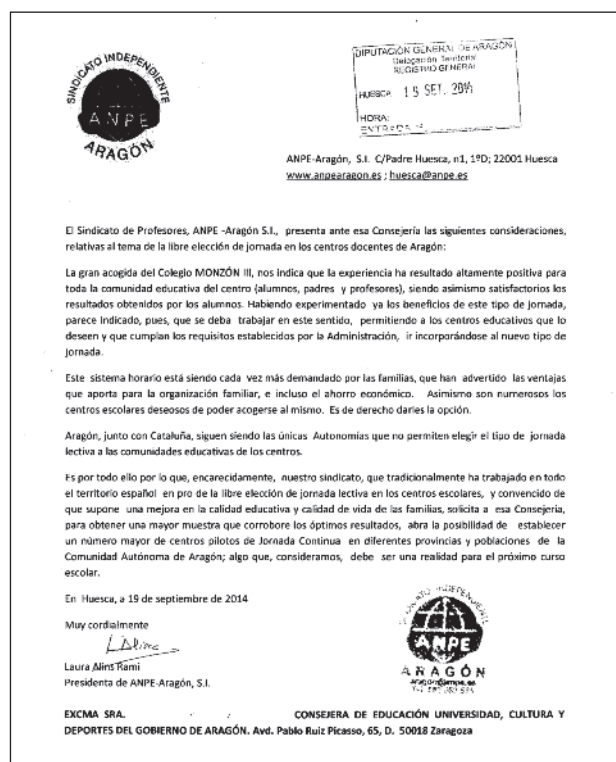 SINDICATO INDEPENDIENTE
ANPE
ARAGÓN
DIPUTACIÓN GENERAL DE ARAGÓN
Delegación Territorial
REGISTRO GENERAL
HUESCA 19 SET. 2014
HORA:
ENTRADA
ANPE-Aragón, S.I. C/Padre Huesca, n1, 1ºD; 22001 Huesca
www.anpearagon.es ; huesca@anpe.es
El Sindicato de Profesores, ANPE -Aragón S.I., presenta ante esa Consejería las siguientes consideraciones,
relativas al tema de la libre elección de jornada en los centros docentes de Aragón:
La gran acogida del Colegio MONZÓN III, nos indica que la experiencia ha resultado altamente positiva para
toda la comunidad educativa del centro (alumnos, padres y profesores), siendo asimismo satisfactorios los
resultados obtenidos por los alumnos. Habiendo experimentado ya los beneficios de este tipo de jornada,
parece indicado, pues, que se deba trabajar en este sentido, permitiendo a los centros educativos que lo
deseen y que cumplan los requisitos establecidos por la Administración, ir incorporándose al nuevo tipo de
jornada.
Este sistema horario está siendo cada vez más demandado por las familias, que han advertido las ventajas
que aporta para la organización familiar, e incluso el ahorro económico. Asimismo son numerosos los
centros escolares deseosos de poder acogerse al mismo. Es de derecho darles la opción.
Aragón, junto con Cataluña, siguen siendo las únicas Autonomías que no permiten elegir el tipo de jornada
lectiva a las comunidades educativas de los centros.
Es por todo ello por lo que, encarecidamente, nuestro sindicato, que tradicionalmente ha trabajado en todo
el territorio español en pro de la libre elección de jornada lectiva en los centros escolares, y convencido de
que supone una mejora en la calidad educativa y calidad de vida de las familias, solicita a esa Consejería,
para obtener una mayor muestra que corrobore los óptimos resultados, abra la posibilidad de establecer
un número mayor de centros pilotos de Jornada Continua en diferentes provincias y poblaciones de la
Comunidad Autónoma de Aragón; algo que, consideramos, debe ser una realidad para el próximo curso
escolar.
En Huesca, a 19 de septiembre de 2014
Muy cordialmente
Laura Alins Rami
Presidenta de ANPE-Aragón, S.I.
SINDICATO INDEPENDIENTE
ANPE
ARAGÓN
EXCMA SRA. CONSEJERA DE EDUCACIÓN UNIVERSIDAD, CULTURA Y
DEPORTES DEL GOBIERNO DE ARAGÓN. Avd. Pablo Ruiz Picasso, 65, D. 50018 Zaragoza